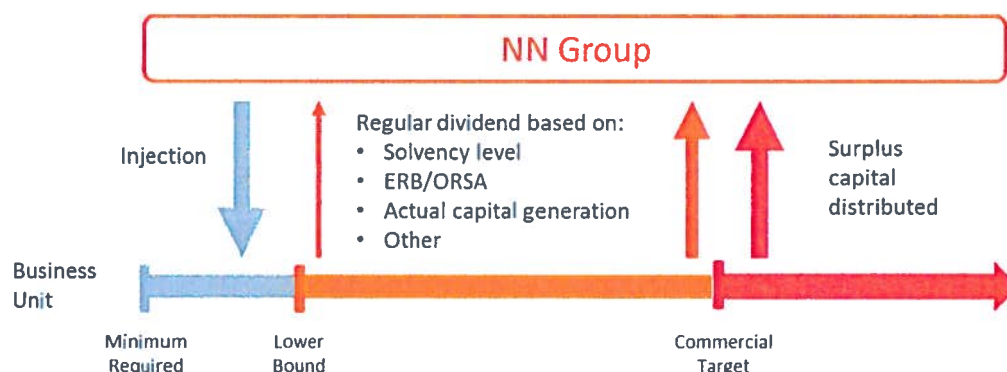 NN Group
Injection
Regular dividend based on:
• Solvency level
• ERB/ORSA
• Actual capital generation
• Other
Surplus
capital
distributed
Business
Unit
Minimum
Required
Lower
Bound
Commercial
Target